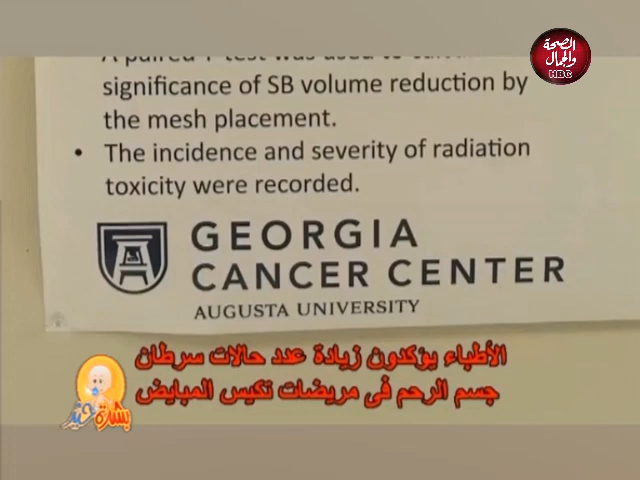 الصحة
والجمال
HBC
significance of SB volume reduction by
the mesh placement.
• The incidence and severity of radiation
toxicity were recorded.
GEORGIA
CANCER CENTER
AUGUSTA UNIVERSITY
الأطباء يؤكدون زيادة عدد حالات سرطان
جسم الرحم فى مريضات تكيس المبايض
بشرة خير